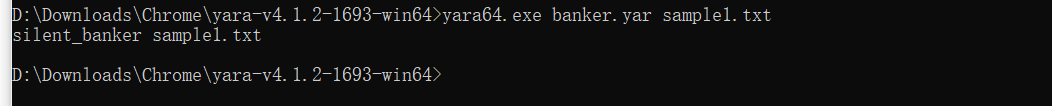 D:\Downloads\Chrome\yara-v4.1.2-1693-win64>yara64.exe banker.yar sample1.txt
silent_banker sample1.txt
D:\Downloads\Chrome\yara-v4.1.2-1693-win64>